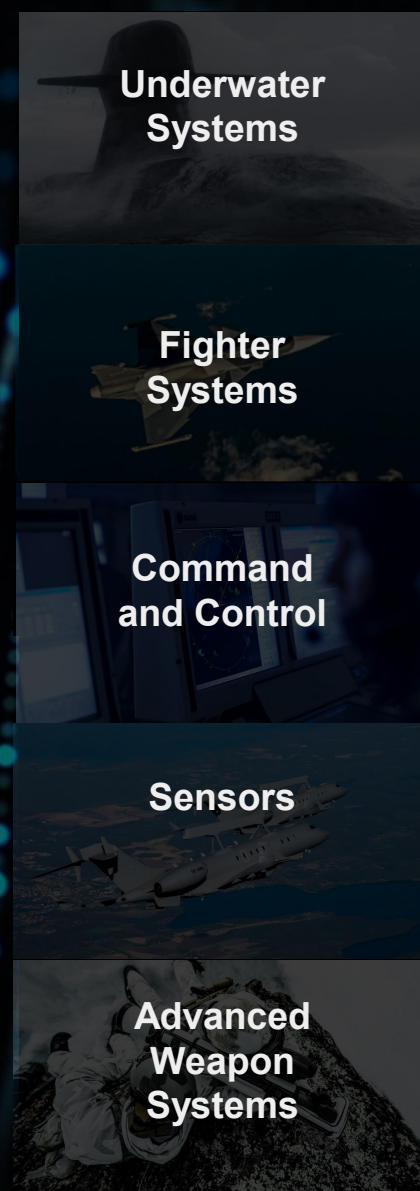 Underwater
Systems
Fighter
Systems
Command
and Control
Sensors
Advanced
Weapon
Systems